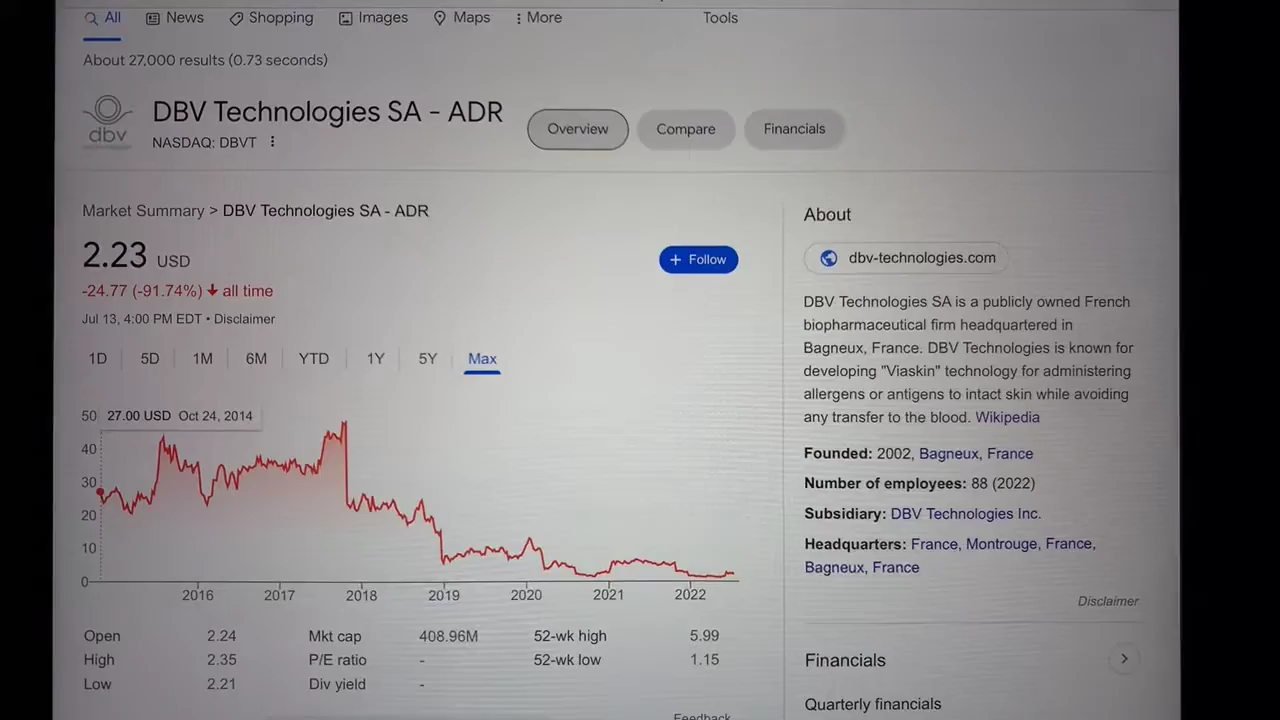 All News Shopping Images Maps More Tools
About 27,000 results (0.73 seconds)
dbv
DBV Technologies SA - ADR
NASDAQ: DBVT
Overview Compare Financials
Market Summary > DBV Technologies SA - ADR
2.23 USD
+ Follow
-24.77 (-91.74%) all time
Jul 13, 4:00 PM EDT • Disclaimer
1D 5D 1M 6M YTD 1Y 5Y Max
27.00 USD Oct 24, 2014
50
40
30
20
10
0
2016 2017 2018 2019 2020 2021 2022
Open 2.24 Mkt cap 408.96M 52-wk high 5.99
High 2.35 P/E ratio - 52-wk low 1.15
Low 2.21 Div yield -
Feedback
About
dbv-technologies.com
DBV Technologies SA is a publicly owned French
biopharmaceutical firm headquartered in
Bagneux, France. DBV Technologies is known for
developing "Viaskin" technology for administering
allergens or antigens to intact skin while avoiding
any transfer to the blood. Wikipedia
Founded: 2002, Bagneux, France
Number of employees: 88 (2022)
Subsidiary: DBV Technologies Inc.
Headquarters: France, Montrouge, France,
Bagneux, France
Disclaimer
Financials
Quarterly financials